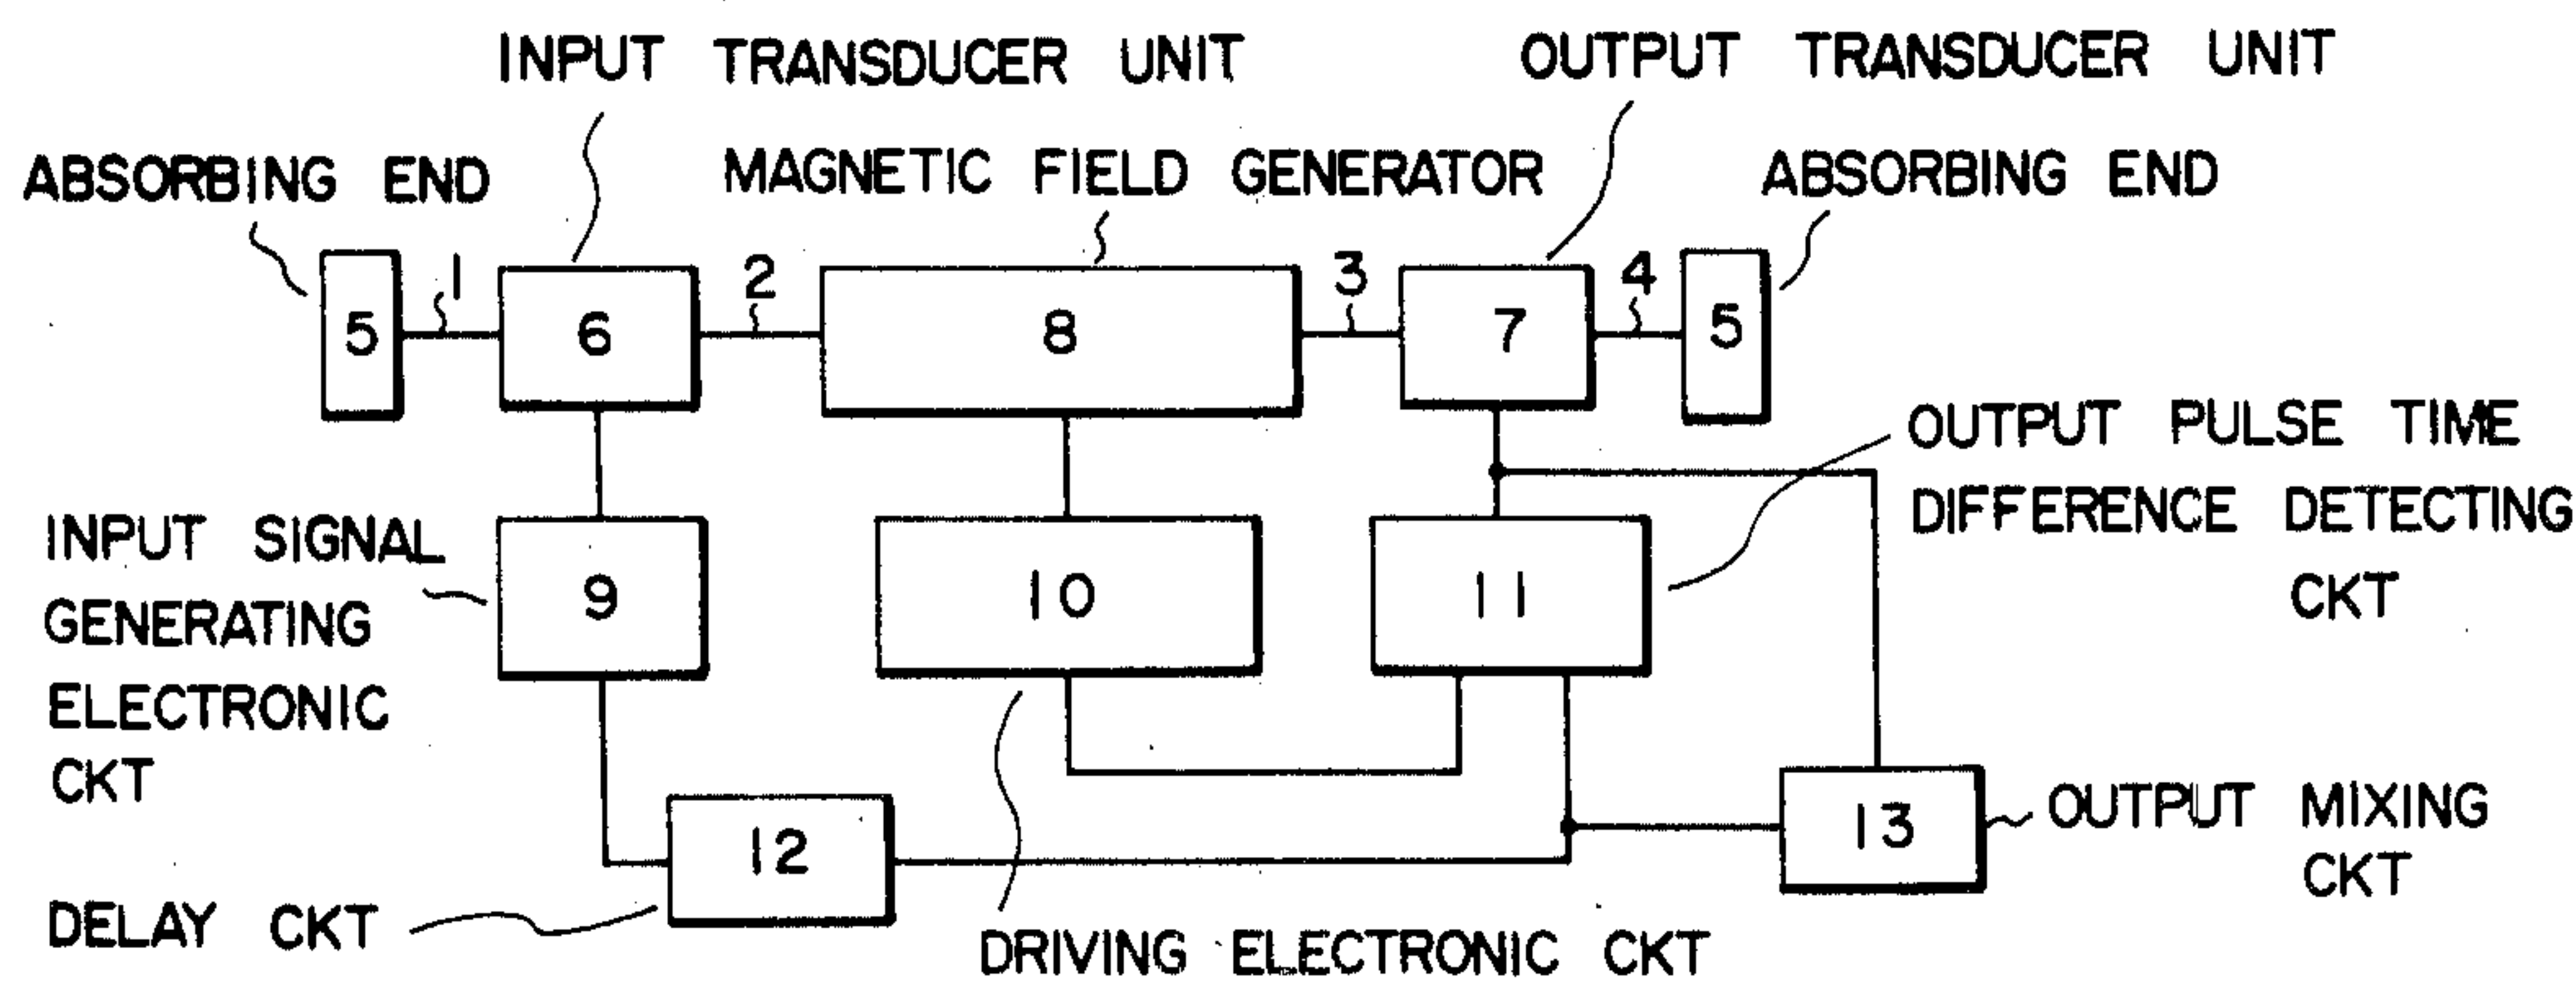 INPUT TRANSDUCER UNIT
OUTPUT TRANSDUCER UNIT
ABSORBING END
MAGNETIC FIELD GENERATOR
ABSORBING END
1
2
3
4
5
6
8
7
5
OUTPUT PULSE TIME
DIFFERENCE DETECTING
CKT
INPUT SIGNAL
GENERATING
ELECTRONIC
CKT
9
10
11
12
13
OUTPUT MIXING
CKT
DELAY CKT
DRIVING ELECTRONIC CKT